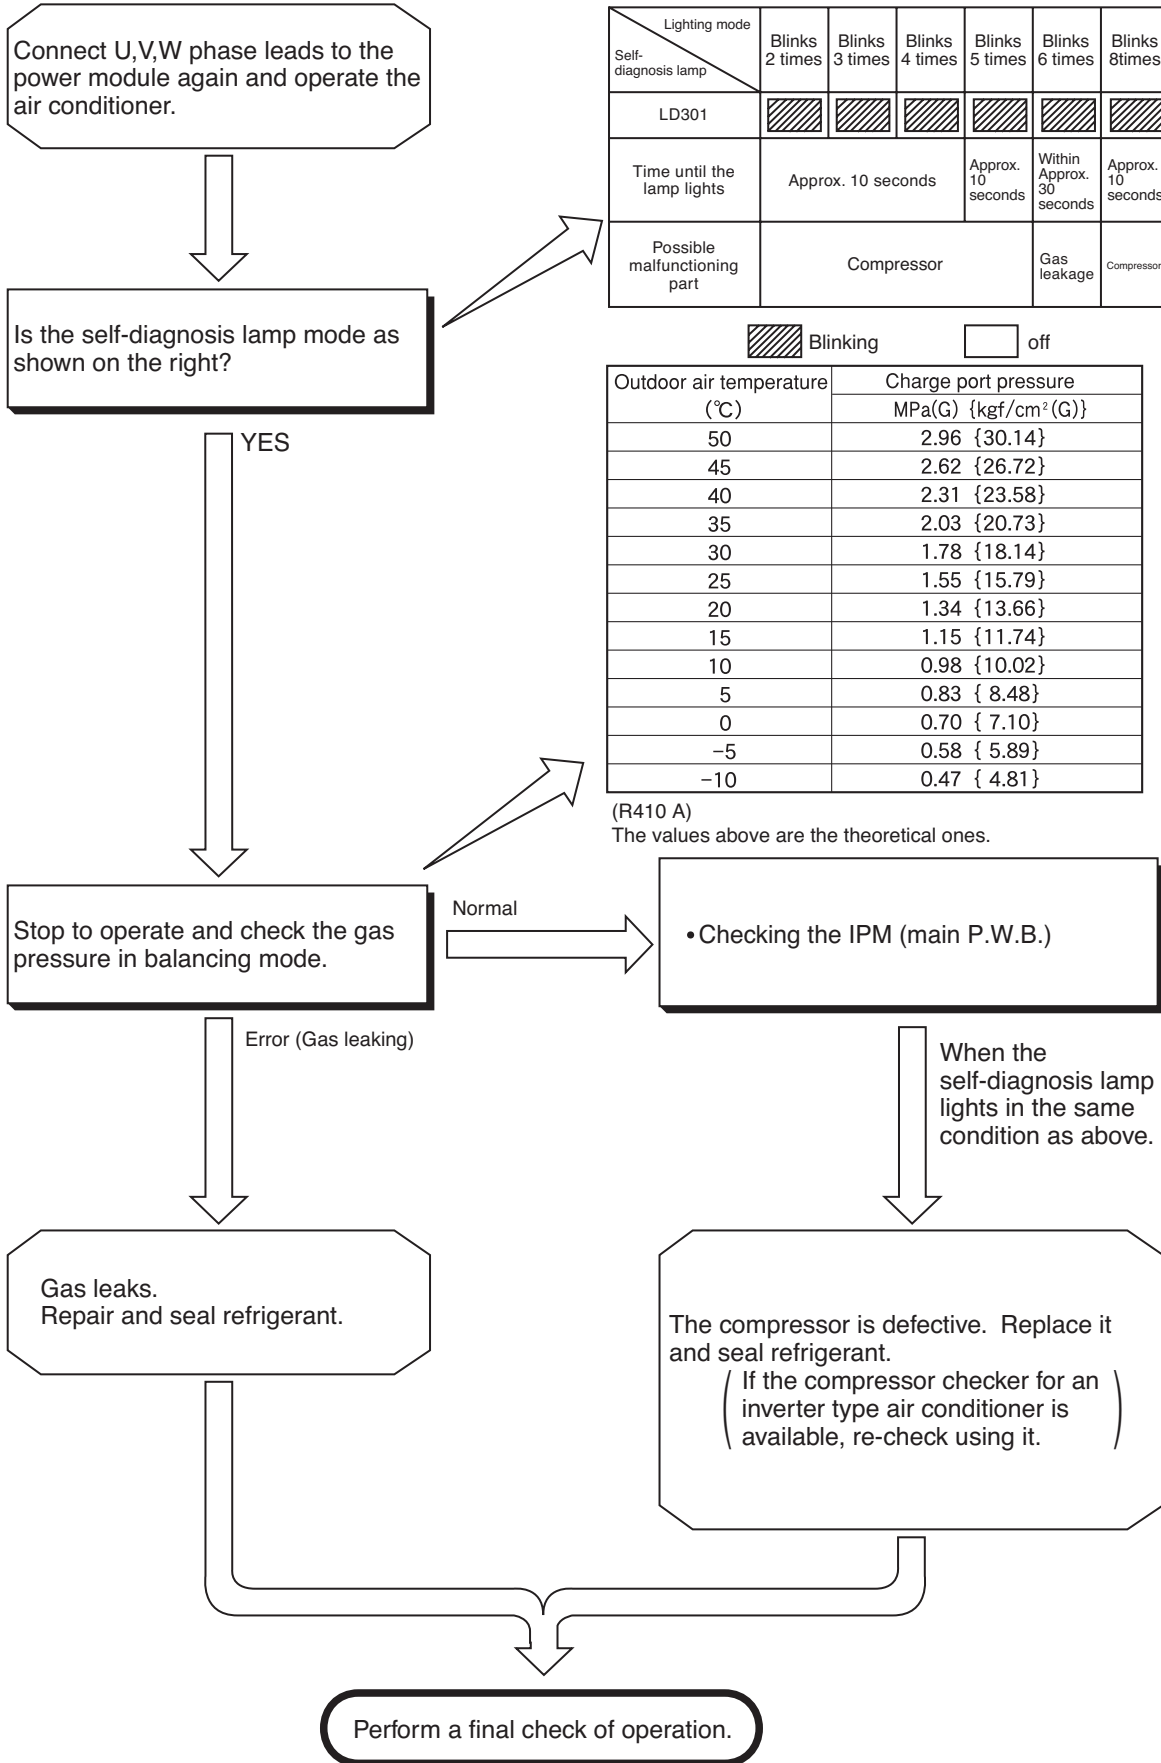 Connect U,V,W phase leads to the
power module again and operate the
air conditioner.
Lighting mode
Self-
diagnosis lamp
Blinks
2 times
Blinks
3 times
Blinks
4 times
Blinks
5 times
Blinks
6 times
Blinks
8times
LD301
Time until the
lamp lights
Approx. 10 seconds
Approx.
10
seconds
Within
Approx.
30
seconds
Approx.
10
seconds
Possible
malfunctioning
part
Compressor
Gas
leakage
Compressor
Is the self-diagnosis lamp mode as
shown on the right?
Blinking
off
YES
Outdoor air temperature
(℃)
Charge port pressure
MPa(G) {kgf/cm²(G)}
50 2.96 {30.14}
45 2.62 {26.72}
40 2.31 {23.58}
35 2.03 {20.73}
30 1.78 {18.14}
25 1.55 {15.79}
20 1.34 {13.66}
15 1.15 {11.74}
10 0.98 {10.02}
5 0.83 { 8.48}
0 0.70 { 7.10}
−5 0.58 { 5.89}
−10 0.47 { 4.81}
(R410 A)
The values above are the theoretical ones.
Stop to operate and check the gas
pressure in balancing mode.
Normal
• Checking the IPM (main P.W.B.)
Error (Gas leaking)
When the
self-diagnosis lamp
lights in the same
condition as above.
Gas leaks.
Repair and seal refrigerant.
The compressor is defective. Replace it
and seal refrigerant.
( If the compressor checker for an
inverter type air conditioner is
available, re-check using it. )
Perform a final check of operation.